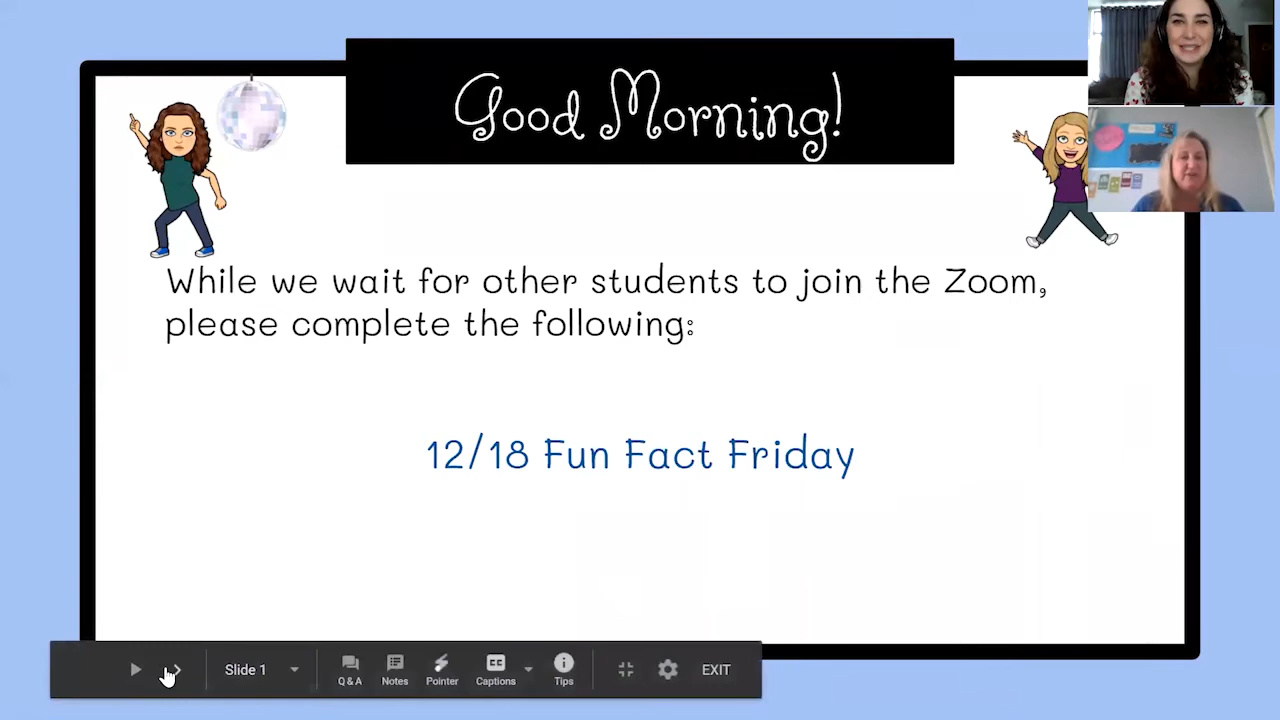 Good Morning!
While we wait for other students to join the Zoom,
please complete the following:
12/18 Fun Fact Friday
Slide 1
Q & A
Notes
Pointer
CC
Captions
Tips
EXIT